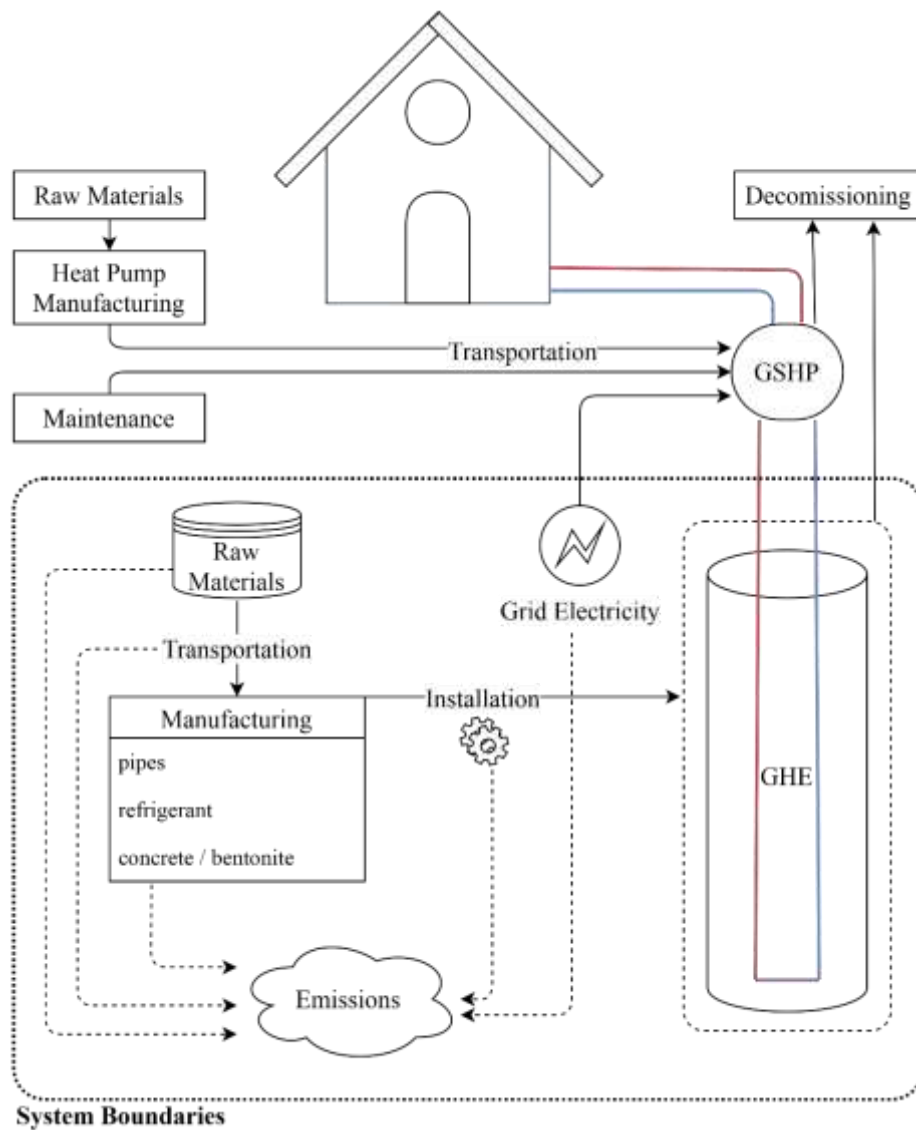 Raw Materials
Decomissioning
Heat Pump
Manufacturing
Transportation
GSHP
Maintenance
Raw
Materials
Grid Electricity
Transportation
Installation
Manufacturing
pipes
GHE
refrigerant
concrete / bentonite
Emissions
System Boundaries